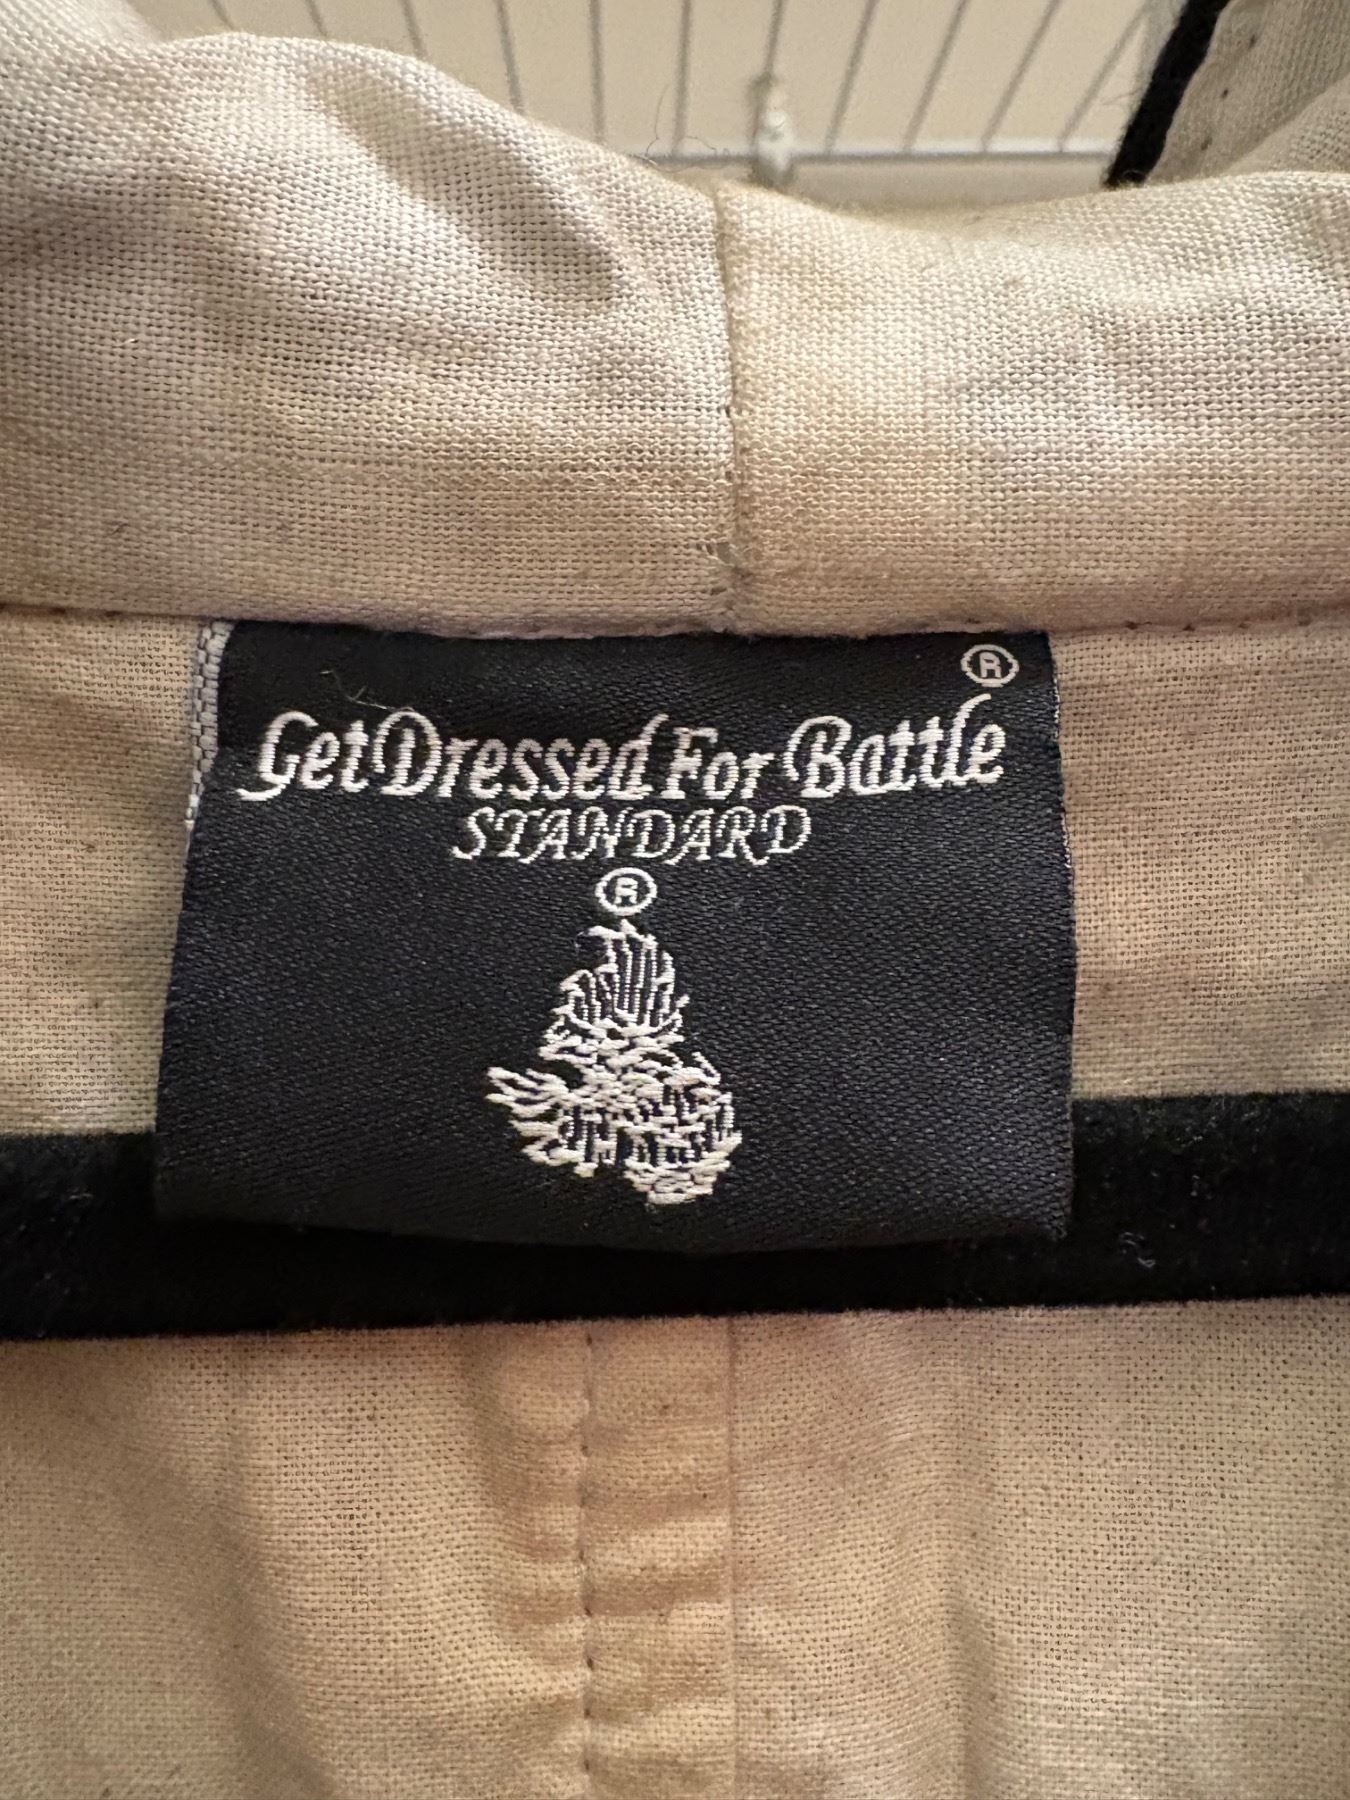 ®
Get Dressed For Battle
STANDARD
®